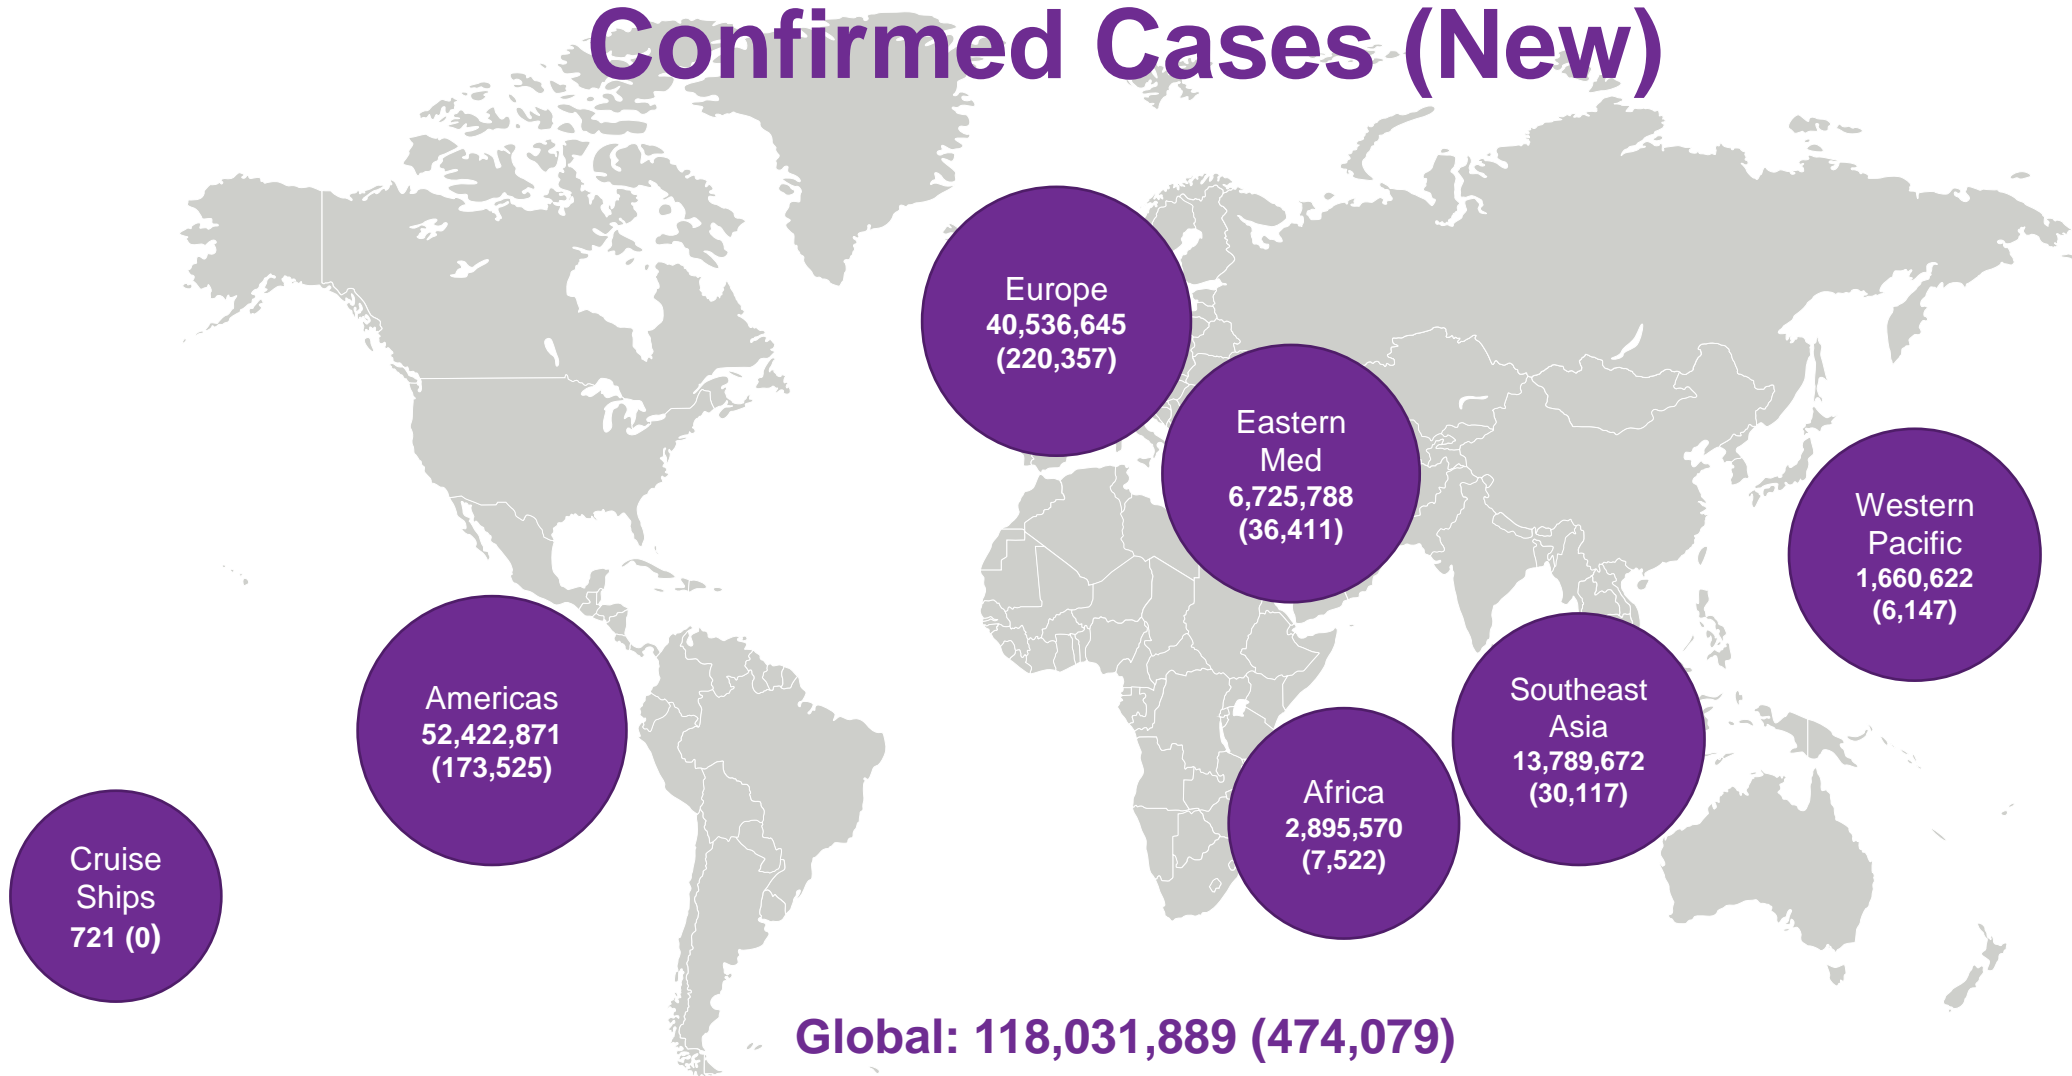 Confirmed Cases (New)
Europe
40,536,645
(220,357)
Eastern
Med
6,725,788
(36,411)
Western
Pacific
1,660,622
(6,147)
Americas
52,422,871
(173,525)
Southeast
Asia
13,789,672
(30,117)
Africa
2,895,570
(7,522)
Cruise
Ships
721 (0)
Global: 118,031,889 (474,079)